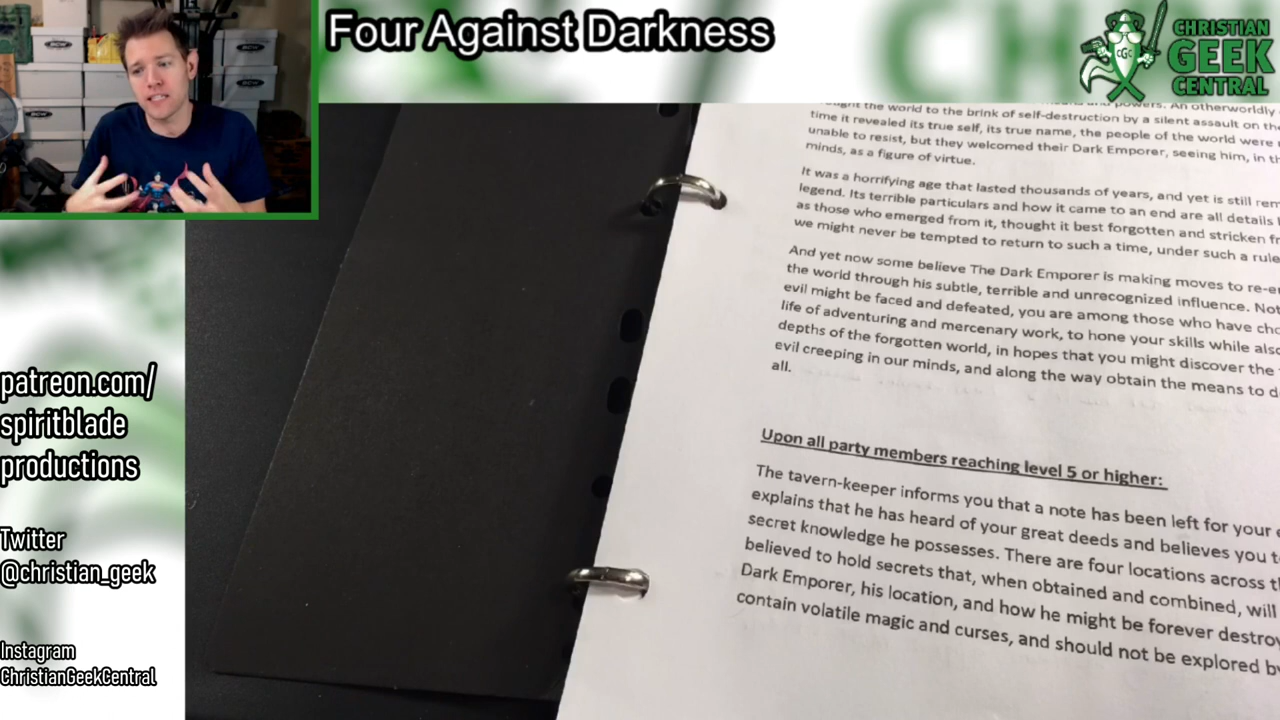 Four Against Darkness
CHRISTIAN
GEEK
CENTRAL
CGC
the world to the brink of self-destruction by a silent assault on the
time it revealed its true self, its true name, the people of the world were
unable to resist, but they welcomed their Dark Emporer, seeing him, in th
minds, as a figure of virtue.
It was a horrifying age that lasted thousands of years, and yet is still rem
legend. Its terrible particulars and how it came to an end are all details
as those who emerged from it, thought it best forgotten and stricken f
we might never be tempted to return to such a time, under such a rule
And yet now some believe The Dark Emporer is making moves to re-e
the world through his subtle, terrible and unrecognized influence. Not
evil might be faced and defeated, you are among those who have cho
life of adventuring and mercenary work, to hone your skills while also
depths of the forgotten world, in hopes that you might discover the
evil creeping in our minds, and along the way obtain the means to d
all.
Upon all party members reaching level 5 or higher:
The tavern-keeper informs you that a note has been left for your
explains that he has heard of your great deeds and believes you t
secret knowledge he possesses. There are four locations across t
believed to hold secrets that, when obtained and combined, will
Dark Emporer, his location, and how he might be forever destro
contain volatile magic and curses, and should not be explored b
patreon.com/
spiritblade
productions
Twitter
@christian_geek
Instagram
ChristianGeekCentral